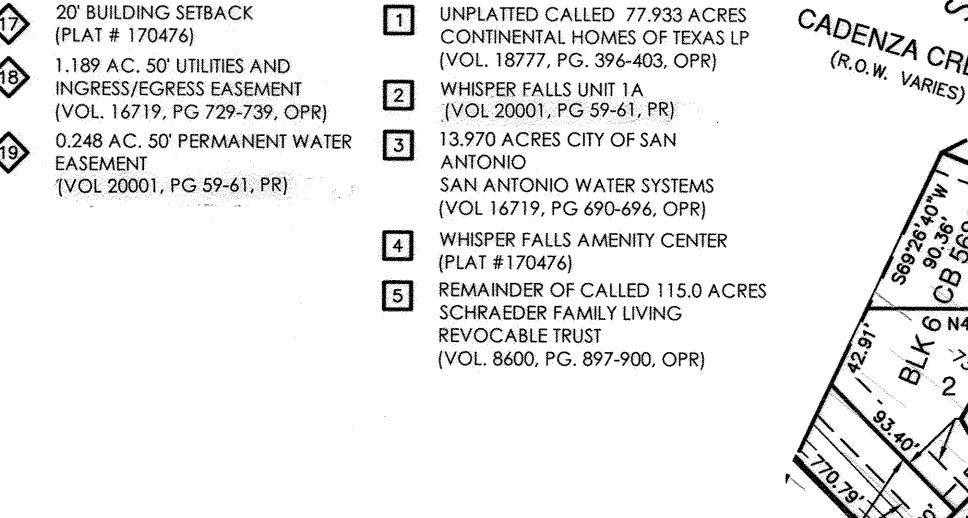 17
20' BUILDING SETBACK
(PLAT # 170476)
18
1.189 AC. 50' UTILITIES AND
INGRESS/EGRESS EASEMENT
(VOL. 16719, PG 729-739, OPR)
19
0.248 AC. 50' PERMANENT WATER
EASEMENT
(VOL 20001, PG 59-61, PR)
1
UNPLATTED CALLED 77.933 ACRES
CONTINENTAL HOMES OF TEXAS LP
(VOL. 18777, PG. 396-403, OPR)
2
WHISPER FALLS UNIT 1A
(VOL 20001, PG 59-61, PR)
3
13.970 ACRES CITY OF SAN
ANTONIO
SAN ANTONIO WATER SYSTEMS
(VOL 16719, PG 690-696, OPR)
4
WHISPER FALLS AMENITY CENTER
(PLAT #170476)
5
REMAINDER OF CALLED 115.0 ACRES
SCHRAEDER FAMILY LIVING
REVOCABLE TRUST
(VOL. 8600, PG. 897-900, OPR)
CADENZA
(R.O.W. VARIES)
S69°26'40"W
90.36'
CB
42.91'
BLK 6
2
93.40'
770.79'